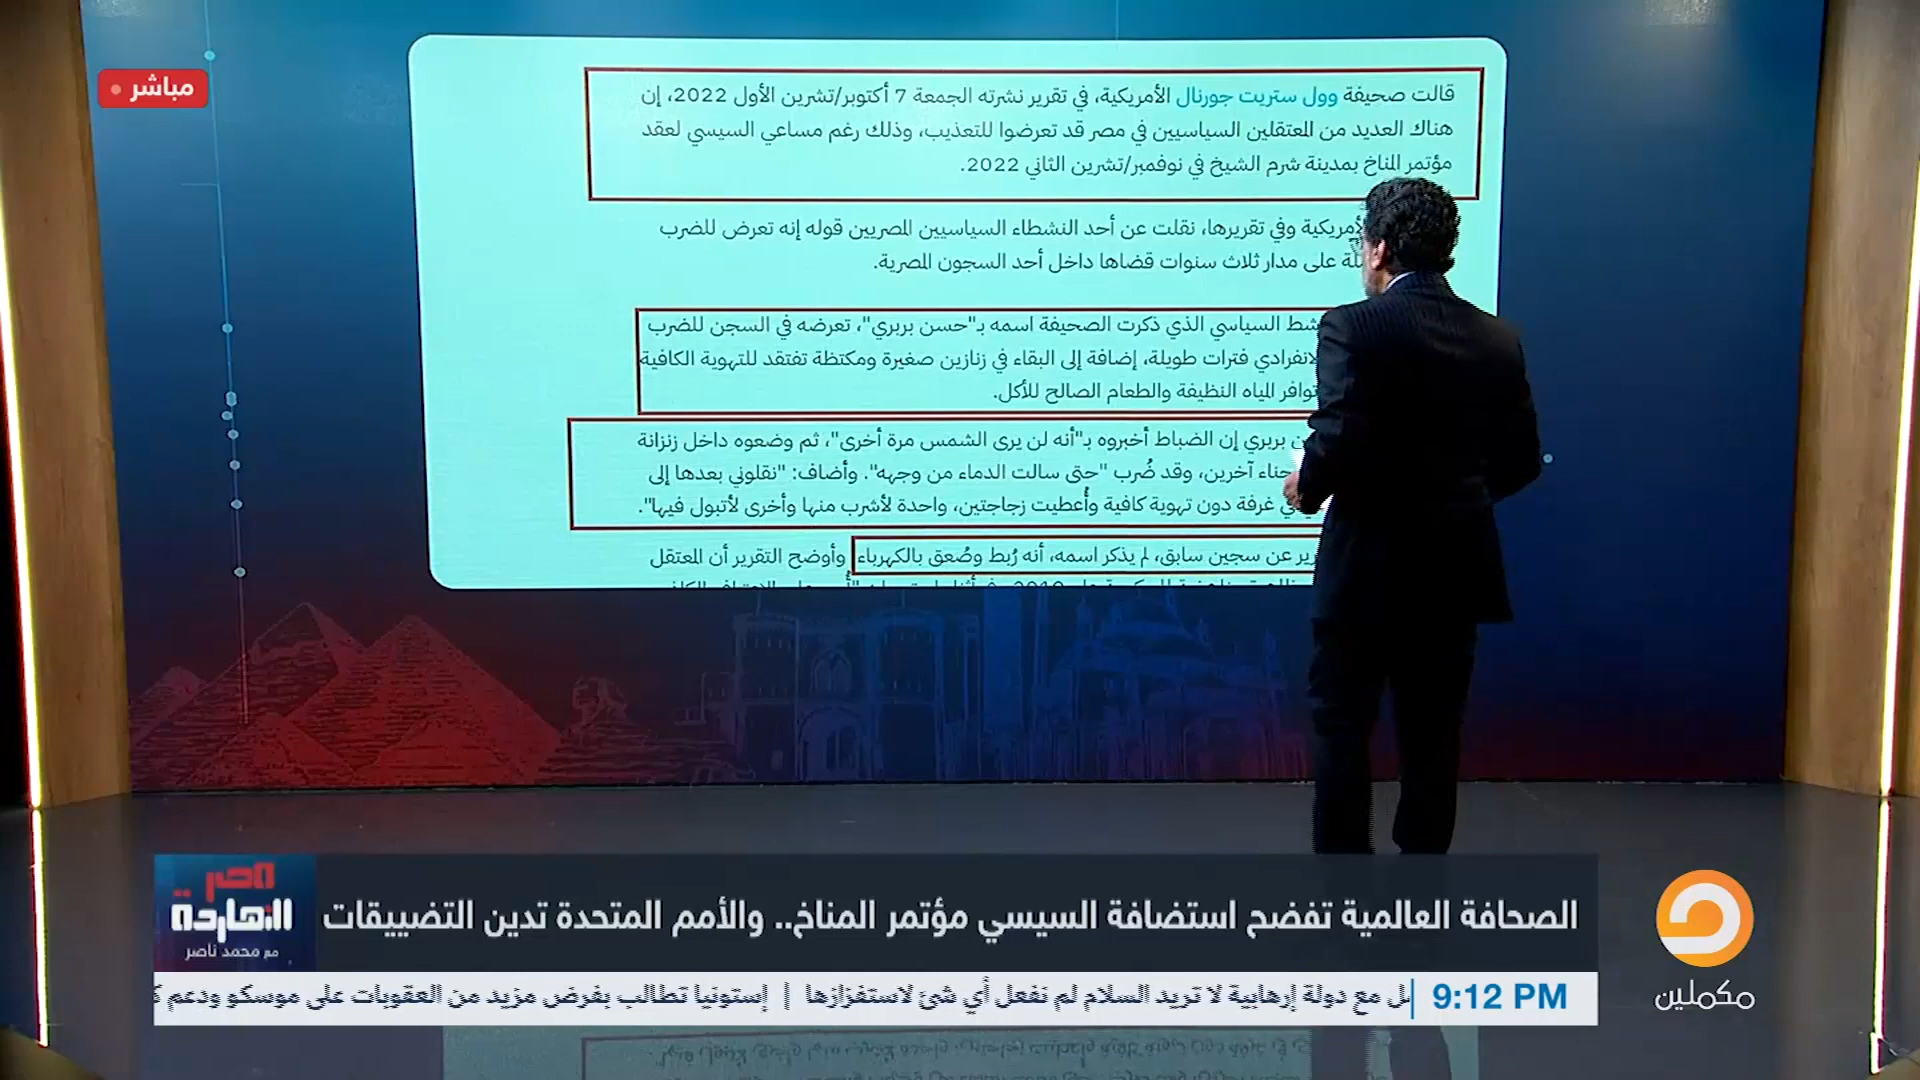 مباشر
قالت صحيفة وول ستريت جورنال الأمريكية، في تقرير نشرته الجمعة 7 أكتوبر/تشرين الأول 2022، إن
هناك العديد من المعتقلين السياسيين في مصر قد تعرضوا للتعذيب، وذلك رغم مساعي السيسي لعقد
مؤتمر المناخ بمدينة شرم الشيخ في نوفمبر/تشرين الثاني 2022.
وفي تقريرها، نقلت عن أحد النشطاء السياسيين المصريين قوله إنه تعرض للضرب
على مدار ثلاث سنوات قضاها داخل أحد السجون المصرية.
السياسي الذي ذكرت الصحيفة اسمه بـ"حسن بربري"، تعرضه في السجن للضرب
فترات طويلة، إضافة إلى البقاء في زنازين صغيرة ومكتظة تفتقد للتهوية الكافية
المياه النظيفة والطعام الصالح للأكل.
بربري إن الضباط أخبروه بـ"أنه لن يرى الشمس مرة أخرى"، ثم وضعوه داخل زنزانة
آخرين، وقد ضُرب "حتى سالت الدماء من وجهه". وأضاف: "نقلوني بعدها إلى
غرفة دون تهوية كافية وأُعطيت زجاجتين، واحدة لأشرب منها وأخرى لأتبول فيها".
عن سجين سابق، لم يذكر اسمه، أنه رُبط وصُعق بالكهرباء، وأوضح التقرير أن المعتقل
الصحافة العالمية تفضح استضافة السيسي مؤتمر المناخ.. والأمم المتحدة تدين التضييقات
مصر
النهاردة
مع محمد ناصر
9:12 PM
مع دولة إرهابية لا تريد السلام لم نفعل أي شئ لاستفزازها | إستونيا تطالب بفرض مزيد من العقوبات على موسكو ودعم
مكملين